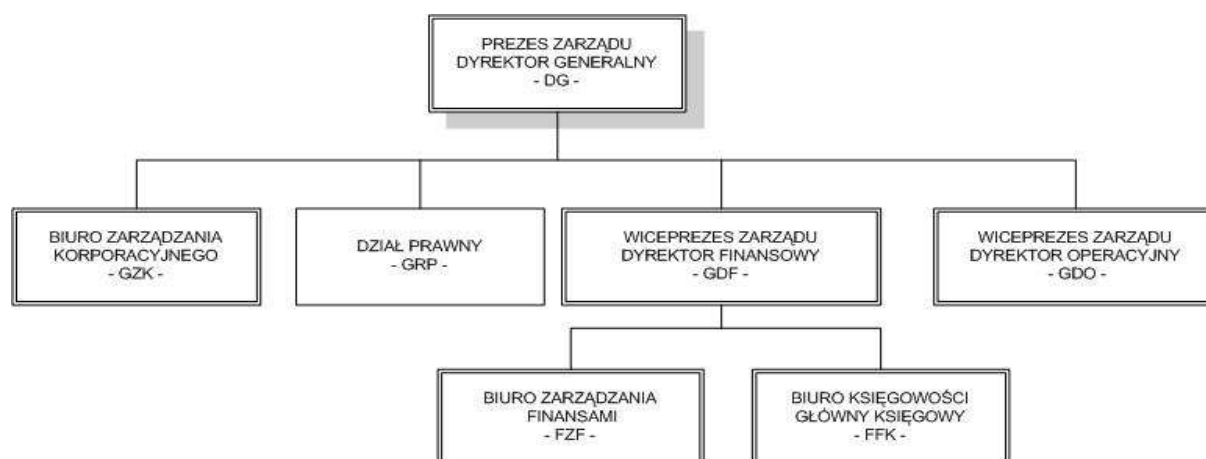 PREZES ZARZĄDU
DYREKTOR GENERALNY
- DG -
BIURO ZARZĄDZANIA
KORPORACYJNEGO
- GZK -
DZIAŁ PRAWNY
- GRP -
WICEPREZES ZARZĄDU
DYREKTOR FINANSOWY
- GDF -
WICEPREZES ZARZĄDU
DYREKTOR OPERACYJNY
- GDO -
BIURO ZARZĄDZANIA
FINANSAMI
- FZF -
BIURO KSIĘGOWOŚCI
GŁÓWNY KSIĘGOWY
- FFK -